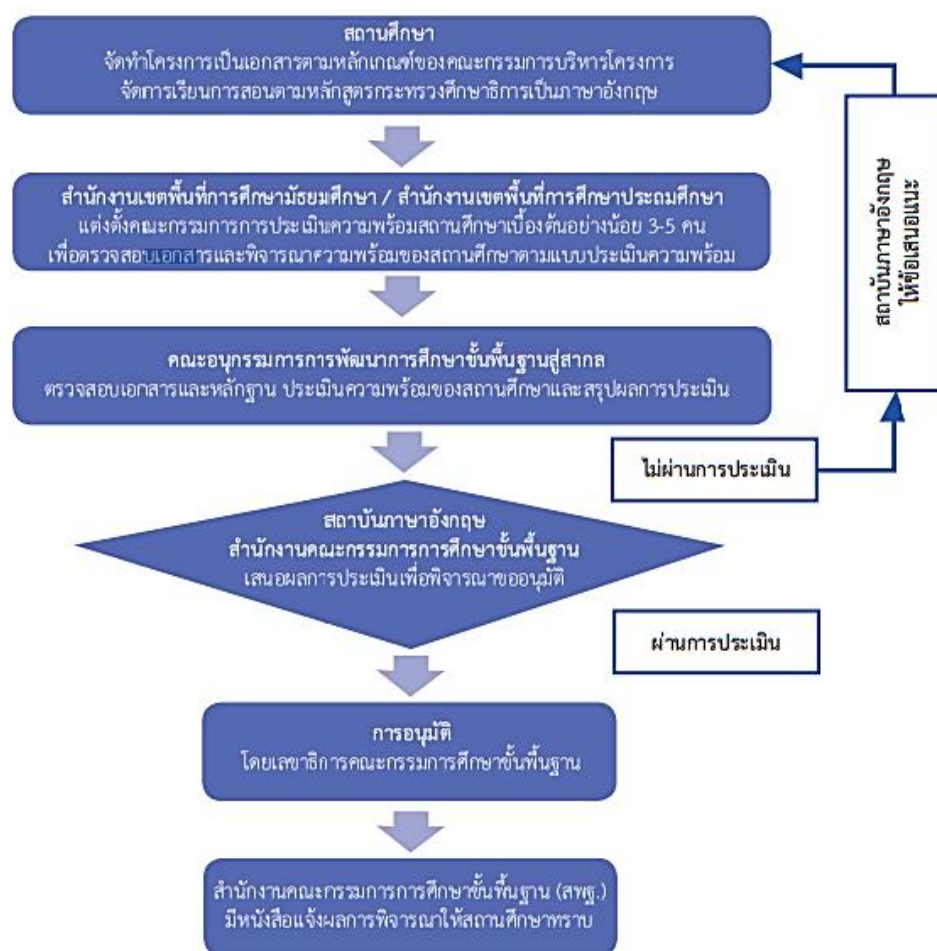 สถานศึกษา
จัดทำโครงการเป็นเอกสารตามหลักเกณฑ์ของคณะกรรมการบริหารโครงการ
จัดการเรียนการสอนตามหลักสูตรกระทรวงศึกษาธิการเป็นภาษาอังกฤษ
สำนักงานเขตพื้นที่การศึกษามัธยมศึกษา / สำนักงานเขตพื้นที่การศึกษาประถมศึกษา
แต่งตั้งคณะกรรมการการประเมินความพร้อมสถานศึกษาเบื้องต้นอย่างน้อย 3-5 คน
เพื่อตรวจสอบเอกสารและพิจารณาความพร้อมของสถานศึกษาตามแบบประเมินความพร้อม
คณะอนุกรรมการการพัฒนาการศึกษาขั้นพื้นฐานสู่สากล
ตรวจสอบเอกสารและหลักฐาน ประเมินความพร้อมของสถานศึกษาและสรุปผลการประเมิน
สถาบันภาษาอังกฤษ
ให้ข้อเสนอแนะ
ไม่ผ่านการประเมิน
สถาบันภาษาอังกฤษ
สำนักงานคณะกรรมการการศึกษาขั้นพื้นฐาน
เสนอผลการประเมินเพื่อพิจารณาขออนุมัติ
ผ่านการประเมิน
การอนุมัติ
โดยเลขาธิการคณะกรรมการศึกษาขั้นพื้นฐาน
สำนักงานคณะกรรมการการศึกษาขั้นพื้นฐาน (สพฐ.)
มีหนังสือแจ้งผลการพิจารณาให้สถานศึกษาทราบ